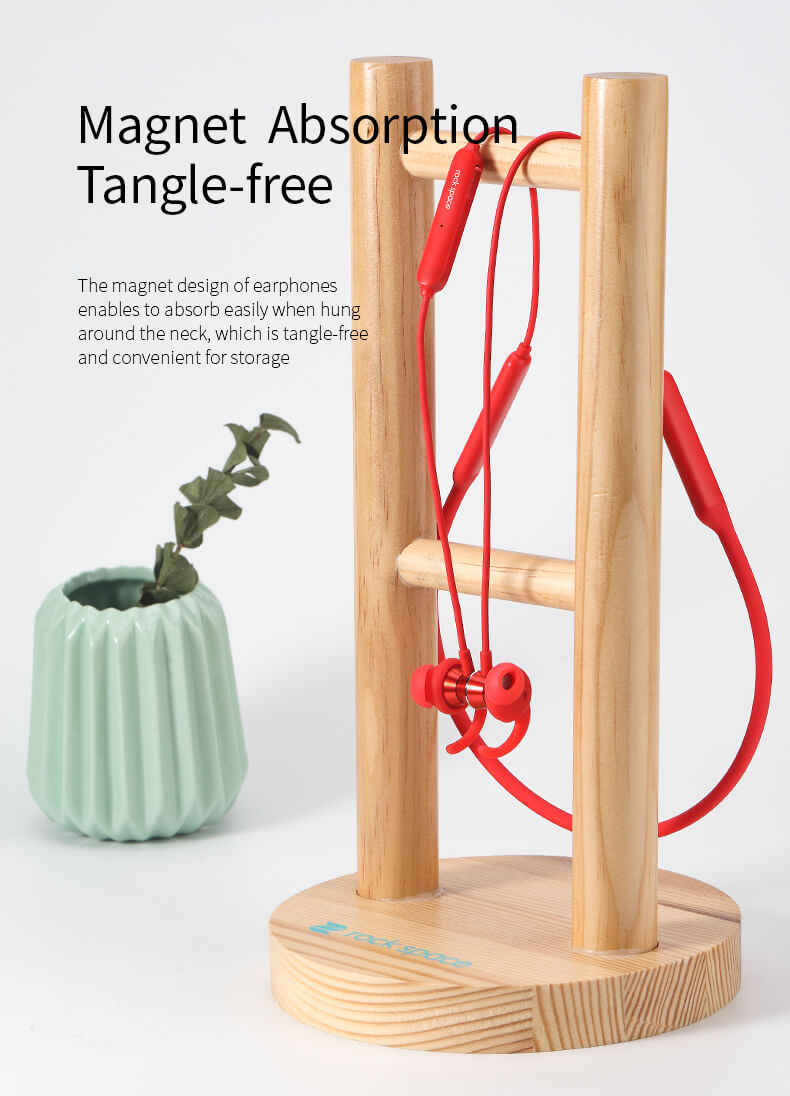 Magnet Absorption
Tangle-free
rock space
The magnet design of earphones
enables to absorb easily when hung
around the neck, which is tangle-free
and convenient for storage
rock space